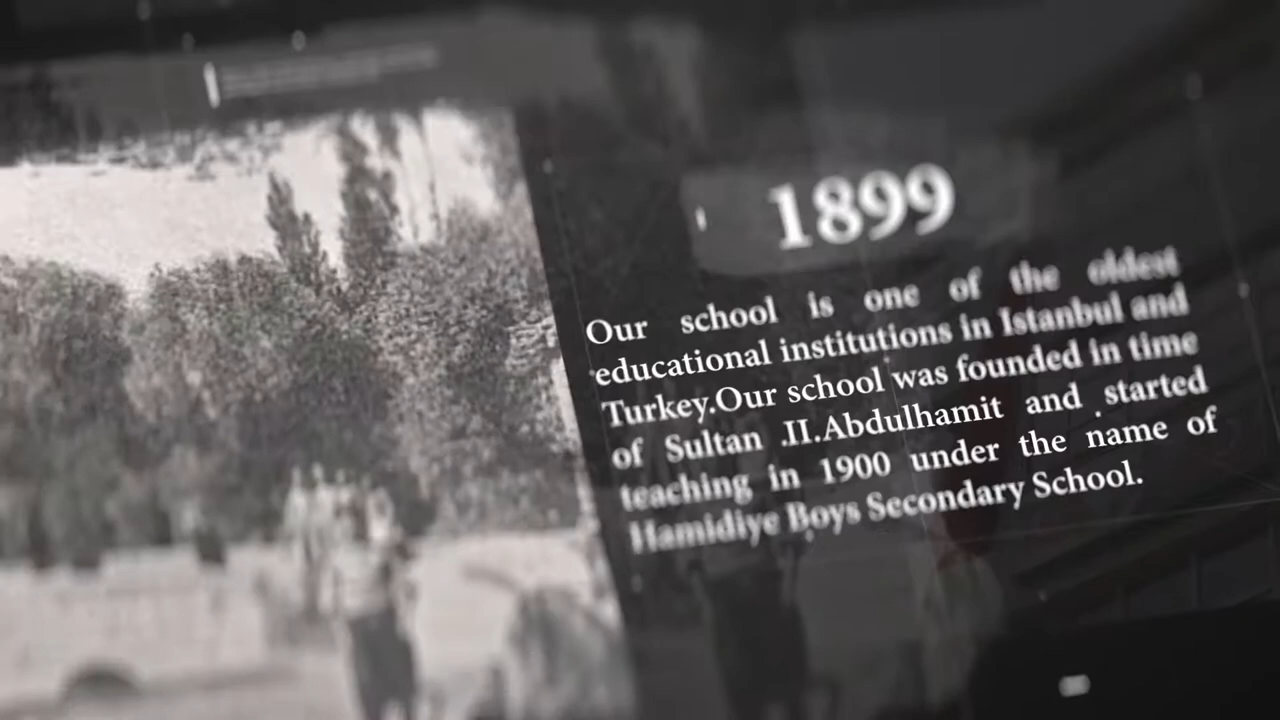 1899
Our school is one of the oldest
educational institutions in Istanbul and
Turkey.Our school was founded in time
of Sultan .II.Abdulhamit and started
teaching in 1900 under the name of
Hamidiye Boys Secondary School.